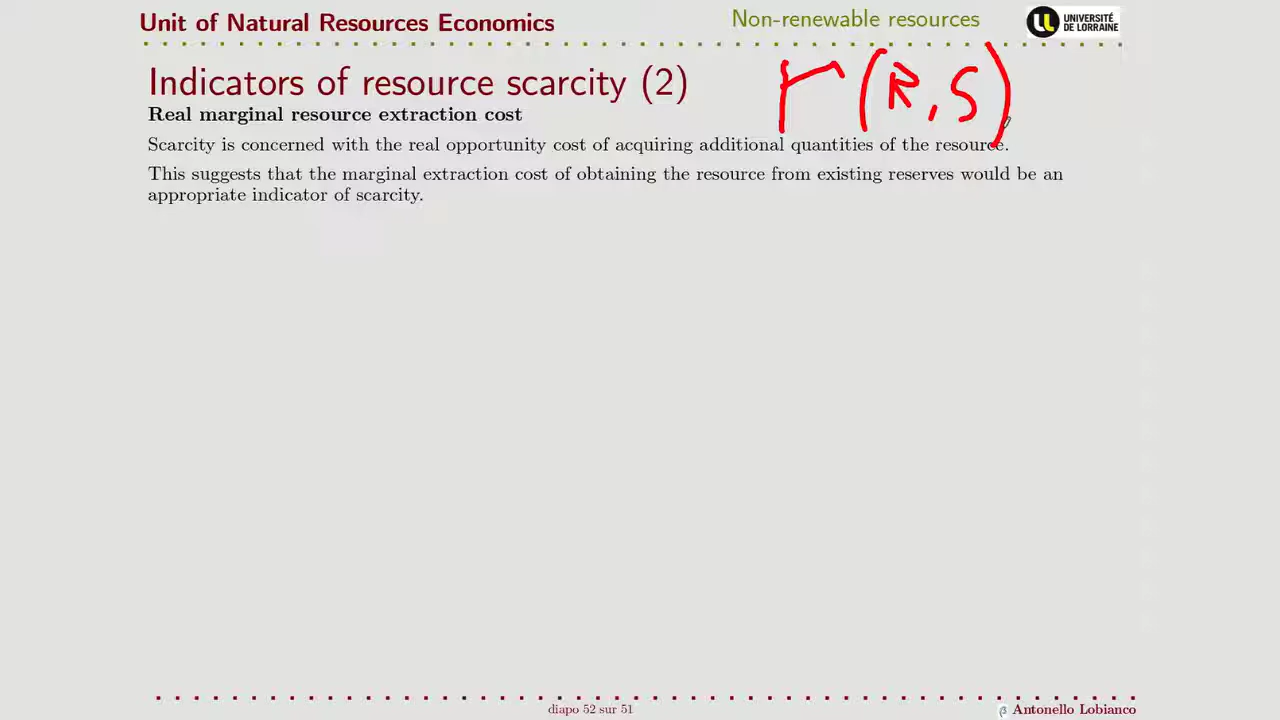 Unit of Natural Resources Economics
Non-renewable resources
UL UNIVERSITÉ
DE LORRAINE
Indicators of resource scarcity (2)
Γ (R, S)
Real marginal resource extraction cost
Scarcity is concerned with the real opportunity cost of acquiring additional quantities of the resource.
This suggests that the marginal extraction cost of obtaining the resource from existing reserves would be an
appropriate indicator of scarcity.
diapo 52 sur 51
β Antonello Lobianco